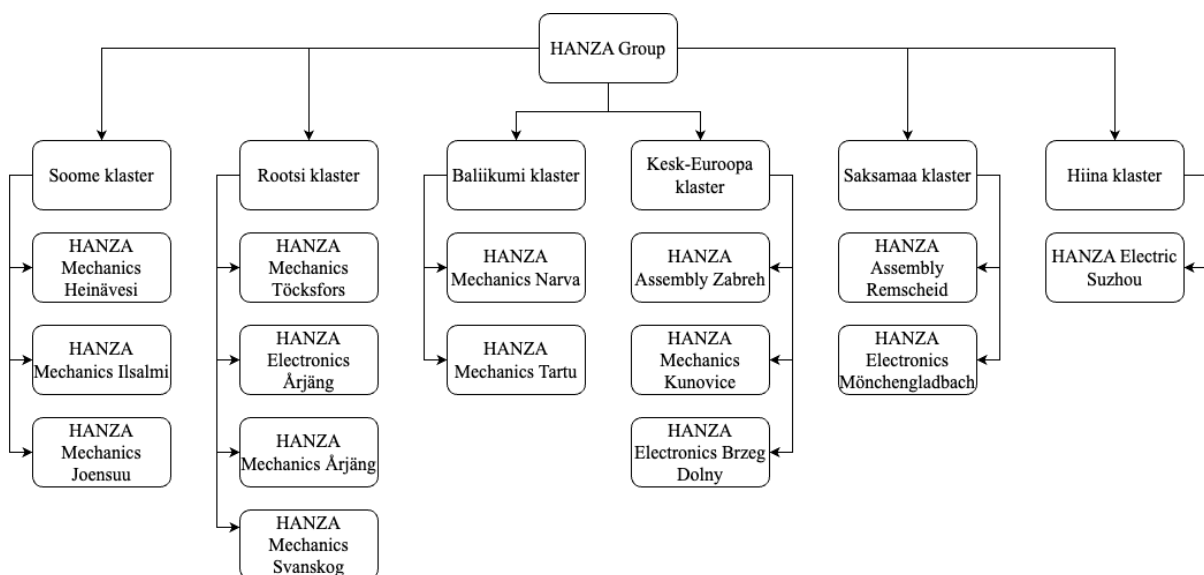 HANZA Group
Soome klaster
Rootsi klaster
Baliikumi klaster
Kesk-Euroopa
klaster
Saksamaa klaster
Hiina klaster
HANZA
Mechanics
Heinävesi
HANZA
Mechanics
Töcksfors
HANZA
Mechanics Narva
HANZA
Assembly Zabreh
HANZA
Assembly
Remscheid
HANZA Electric
Suzhou
HANZA
Mechanics Ilsalmi
HANZA
Electronics
Årjäng
HANZA
Mechanics Tartu
HANZA
Mechanics
Kunovice
HANZA
Electronics
Mönchengladbach
HANZA
Mechanics
Joensuu
HANZA
Mechanics Årjäng
HANZA
Electronics Brzeg
Dolny
HANZA
Mechanics
Svanskog